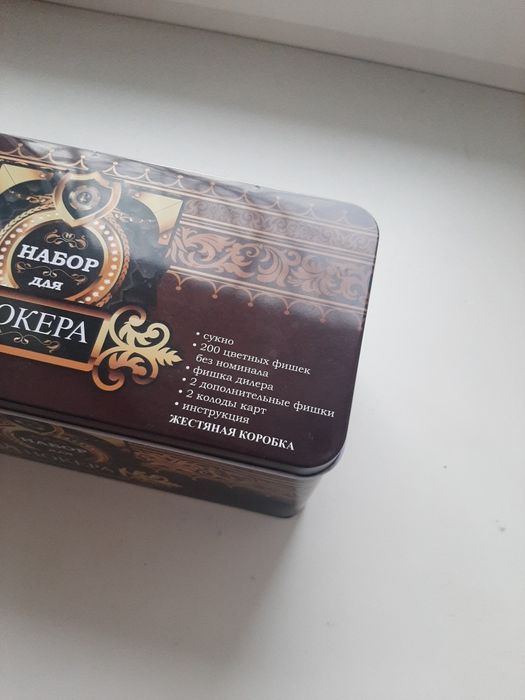 НАБОР
ДЛЯ
ОКЕРА
• сукно
• 200 цветных фишек
без номинала
• фишка дилера
• 2 дополнительные фишки
• 2 колоды карт
• инструкция
ЖЕСТЯНАЯ КОРОБКА
НАБОР